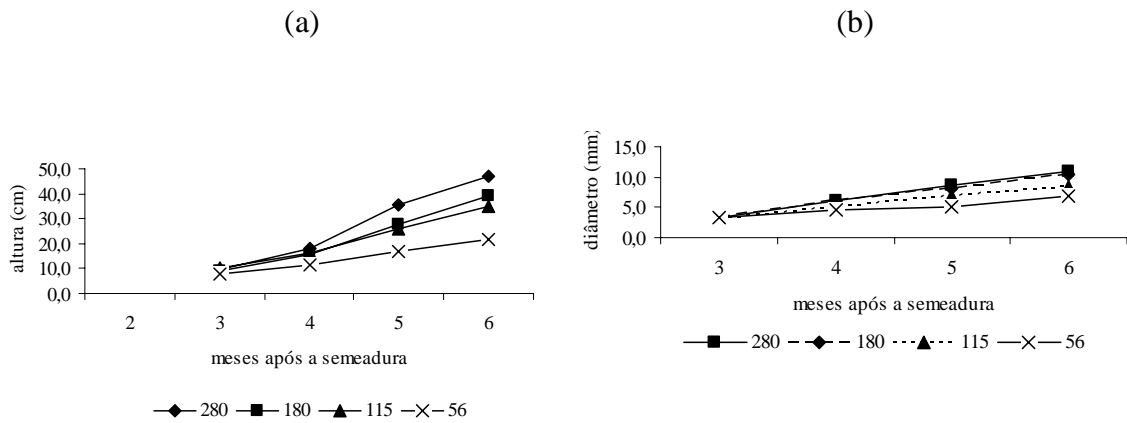 (a)
altura (cm)
50,0
40,0
30,0
20,0
10,0
0,0
2 3 4 5 6
meses após a semeadura
280 180 115 56
(b)
diâmetro (mm)
15,0
10,0
5,0
0,0
3 4 5 6
meses após a semeadura
280 180 115 56